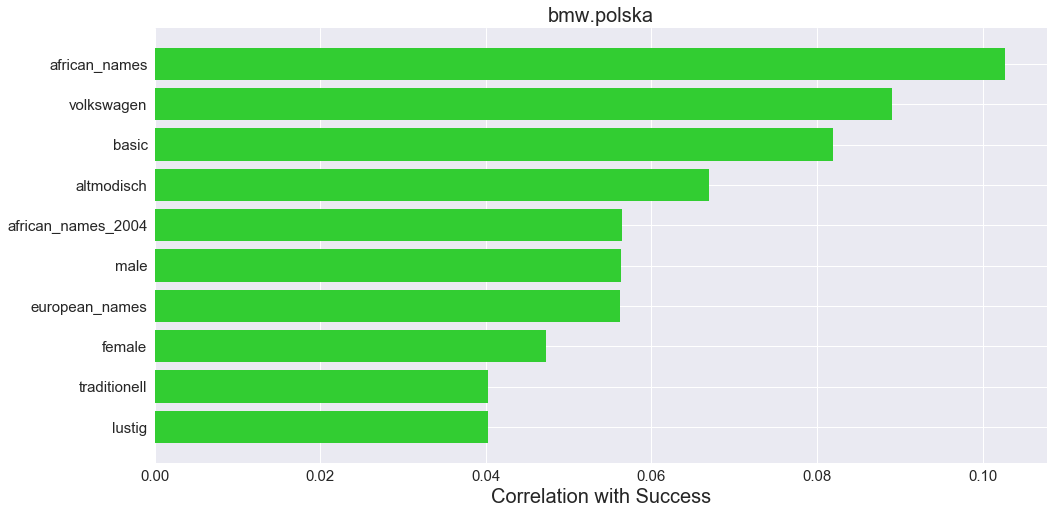 bmw.polska
african_names
volkswagen
basic
altmodisch
african_names_2004
male
european_names
female
traditionell
lustig
0.00 0.02 0.04 0.06 0.08 0.10
Correlation with Success